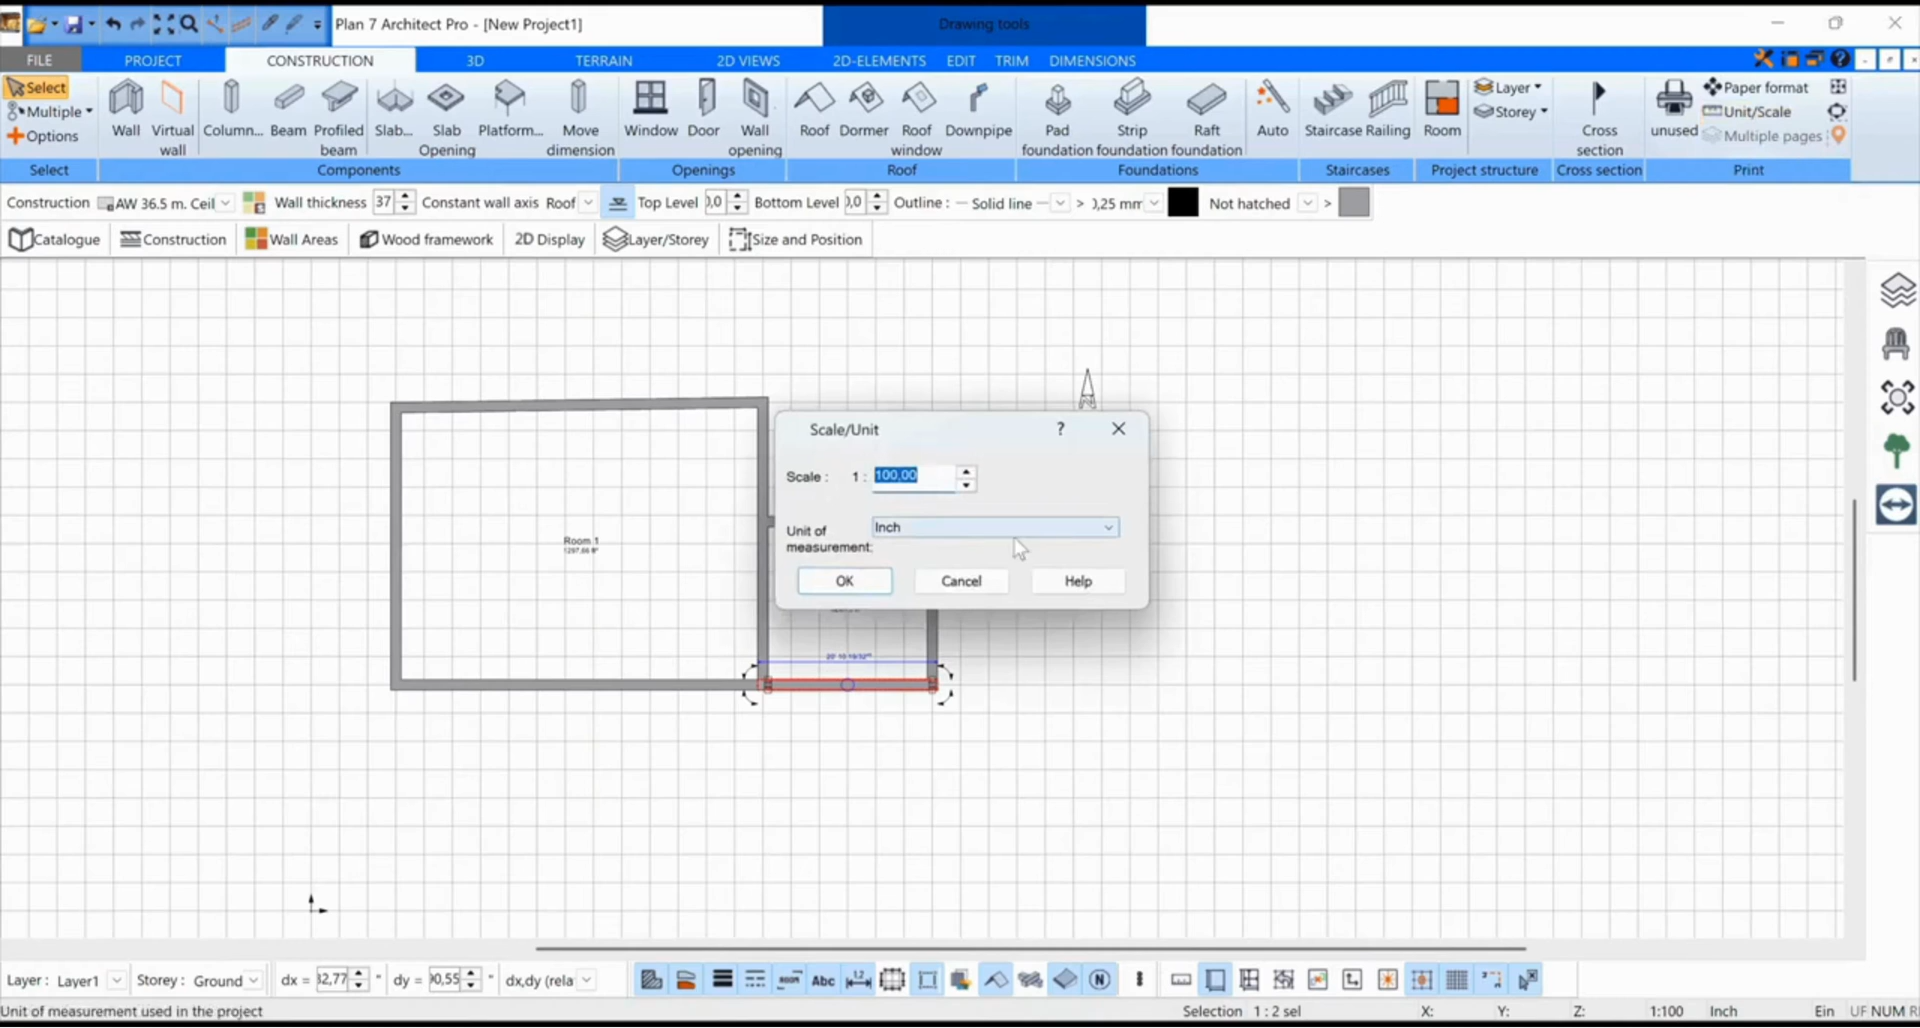 Plan 7 Architect Pro - [New Project1]
Drawing tools
FILE PROJECT CONSTRUCTION 3D TERRAIN 2D VIEWS 2D-ELEMENTS EDIT TRIM DIMENSIONS
Select
Multiple
Options
Wall
Virtual wall
Column...
Beam
Profiled beam
Slab...
Slab Opening
Platform...
Move dimension
Window
Door
Wall opening
Roof
Dormer
Roof window
Downpipe
Pad foundation
Strip foundation
Raft foundation
Auto
Staircase
Railing
Room
Layer
Storey
Cross section
unused
Paper format
Unit/Scale
Multiple pages
Select Components Openings Roof Foundations Staircases Project structure Cross section Print
Construction AW 36.5 m. Ceil Wall thickness 37 Constant wall axis Roof Top Level 0,0 Bottom Level 0,0 Outline : Solid line > 0,25 mm Not hatched >
Catalogue Construction Wall Areas Wood framework 2D Display Layer/Storey Size and Position
Scale/Unit ?
Scale : 1 : 100,00
Unit of measurement: Inch
OK Cancel Help
Room 1
Layer : Layer1 Storey : Ground dx = 32,77 " dy = 90,55 " dx,dy (rela
ROOM Abc 1.2 N
Unit of measurement used in the project Selection 1 : 2 sel X: Y: Z: 1:100 Inch Ein UF NUM R